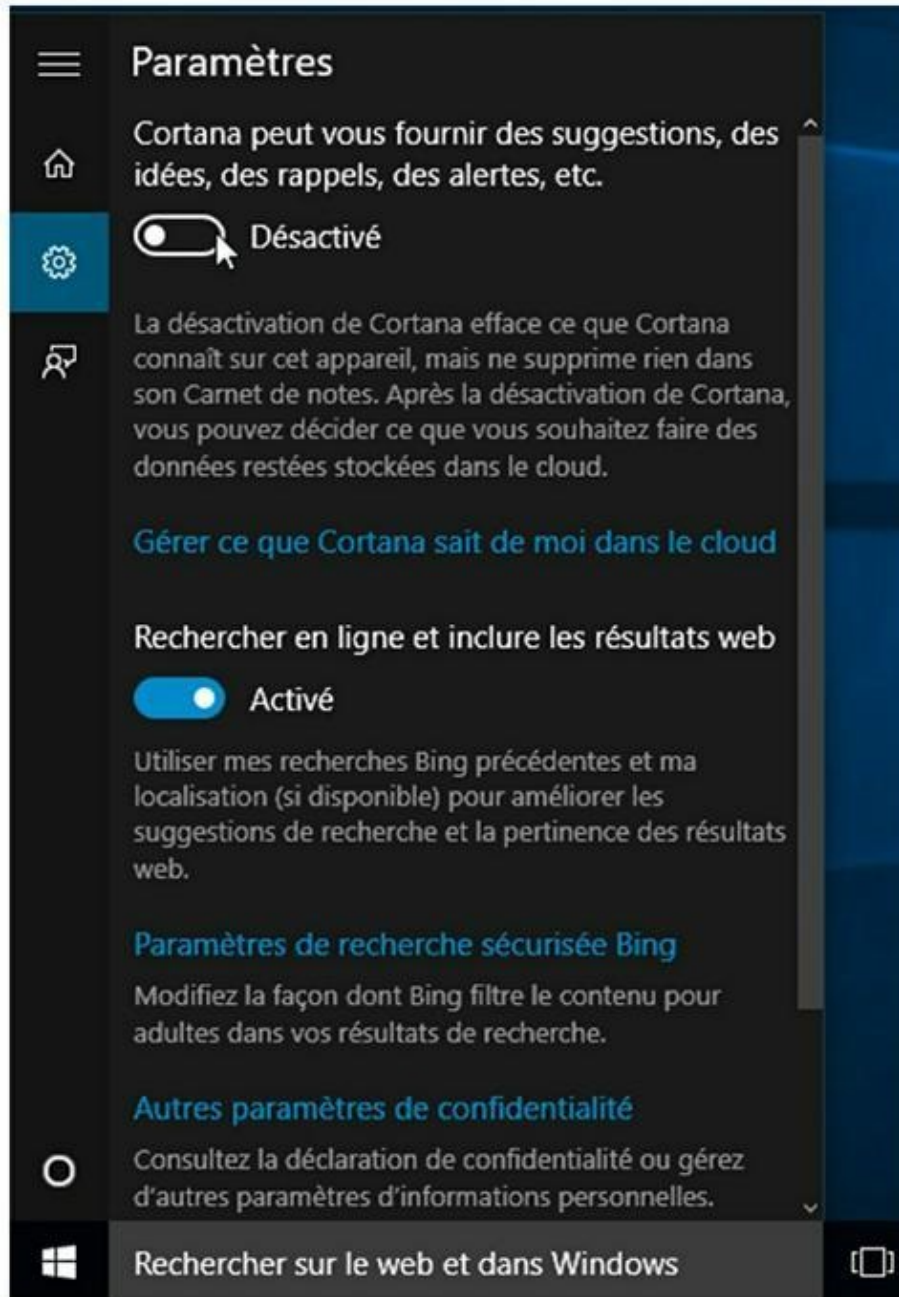 Paramètres
Cortana peut vous fournir des suggestions, des
idées, des rappels, des alertes, etc.
Désactivé
La désactivation de Cortana efface ce que Cortana
connaît sur cet appareil, mais ne supprime rien dans
son Carnet de notes. Après la désactivation de Cortana,
vous pouvez décider ce que vous souhaitez faire des
données restées stockées dans le cloud.
Gérer ce que Cortana sait de moi dans le cloud
Rechercher en ligne et inclure les résultats web
Activé
Utiliser mes recherches Bing précédentes et ma
localisation (si disponible) pour améliorer les
suggestions de recherche et la pertinence des résultats
web.
Paramètres de recherche sécurisée Bing
Modifiez la façon dont Bing filtre le contenu pour
adultes dans vos résultats de recherche.
Autres paramètres de confidentialité
Consultez la déclaration de confidentialité ou gérez
d'autres paramètres d'informations personnelles.
Rechercher sur le web et dans Windows